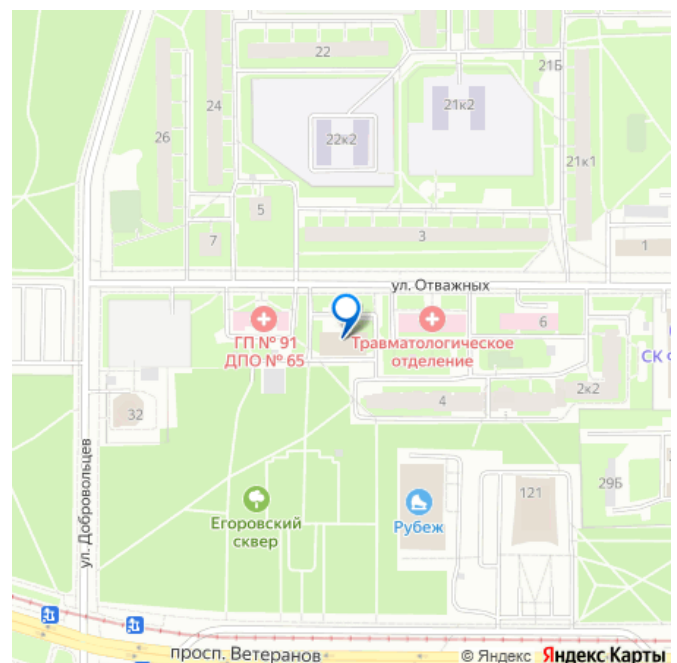 22
21Б
24
21к2
22к2
26
21к1
5
7
3
1
ул. Отважных
ГП № 91
ДПО № 65
Травматологическое
отделение
6
СК Ф
2к2
4
32
ул. Добровольцев
29Б
121
Рубеж
Егоровский
сквер
просп. Ветеранов
© Яндекс Яндекс Карты